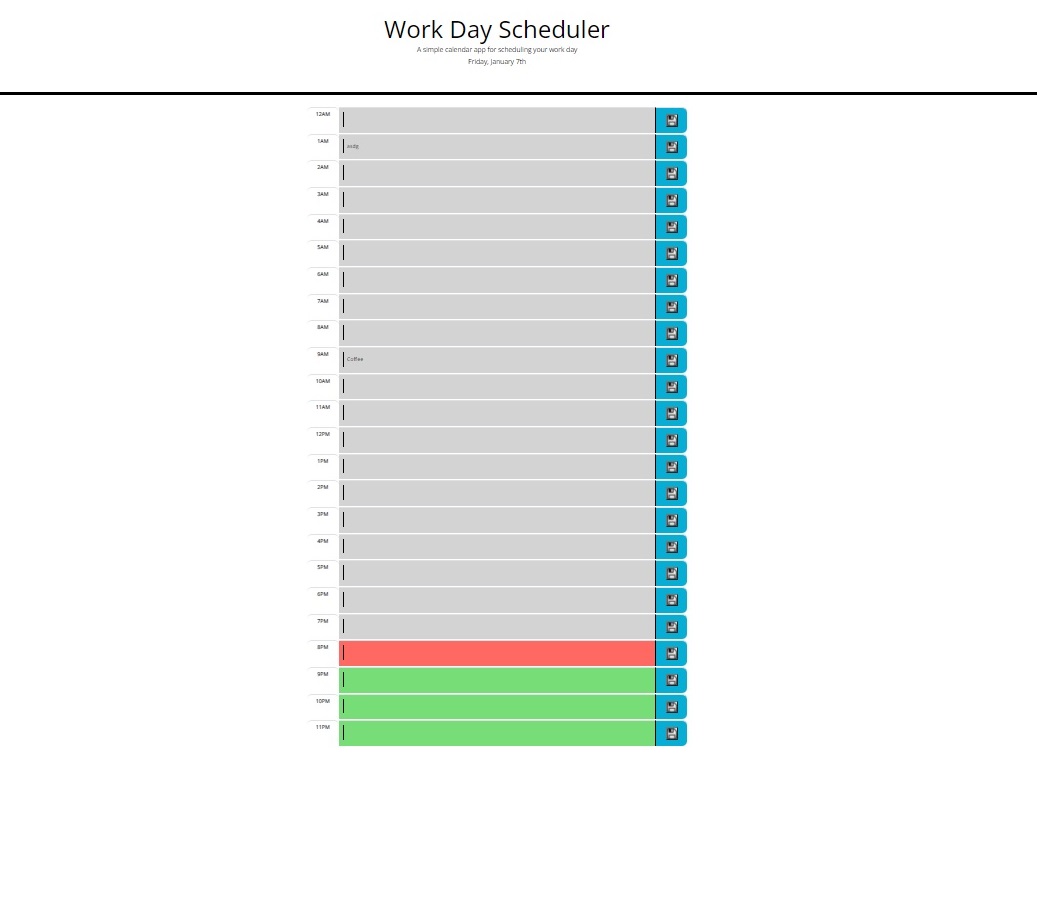 Work Day Scheduler
A simple calendar app for scheduling your work day
Friday, January 7th
12AM
1AM asdg
2AM
3AM
4AM
5AM
6AM
7AM
8AM
9AM Coffee
10AM
11AM
12PM
1PM
2PM
3PM
4PM
5PM
6PM
7PM
8PM
9PM
10PM
11PM